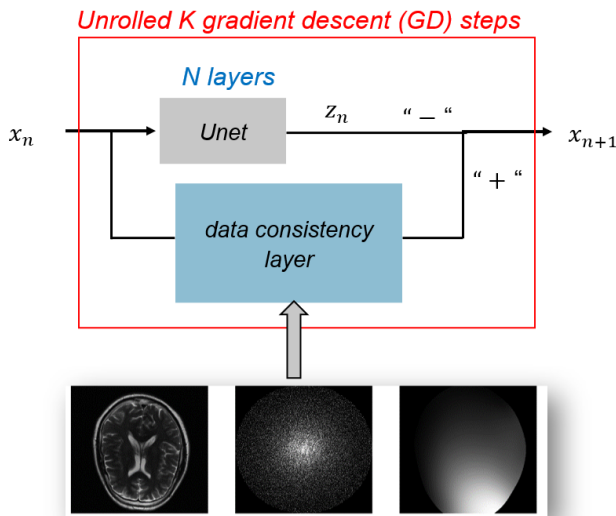 Unrolled K gradient descent (GD) steps
N layers
x_n
Unet
z_n
“ − “
x_{n+1}
“ + “
data consistency
layer